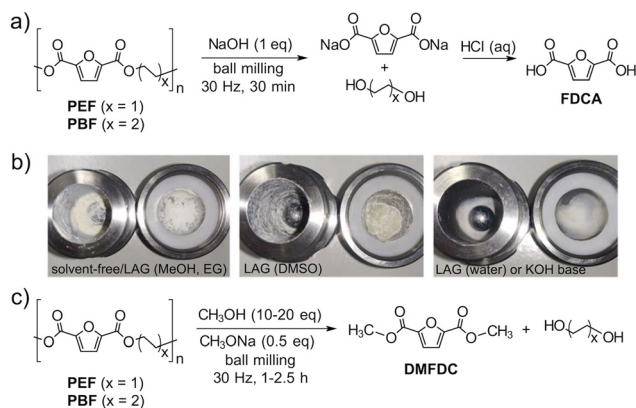 a)
O
O
O
O
O
x
n
PEF (x = 1)
PBF (x = 2)
NaOH (1 eq)
ball milling
30 Hz, 30 min
NaO
O
O
O
ONa
+
HO
x
OH
HCl (aq)
HO
O
O
O
OH
FDCA
b)
solvent-free/LAG (MeOH, EG)
LAG (DMSO)
LAG (water) or KOH base
c)
O
O
O
O
O
x
n
PEF (x = 1)
PBF (x = 2)
CH₃OH (10-20 eq)
CH₃ONa (0.5 eq)
ball milling
30 Hz, 1-2.5 h
H₃C
O
O
O
O
O
CH₃
DMFDC
+
HO
x
OH